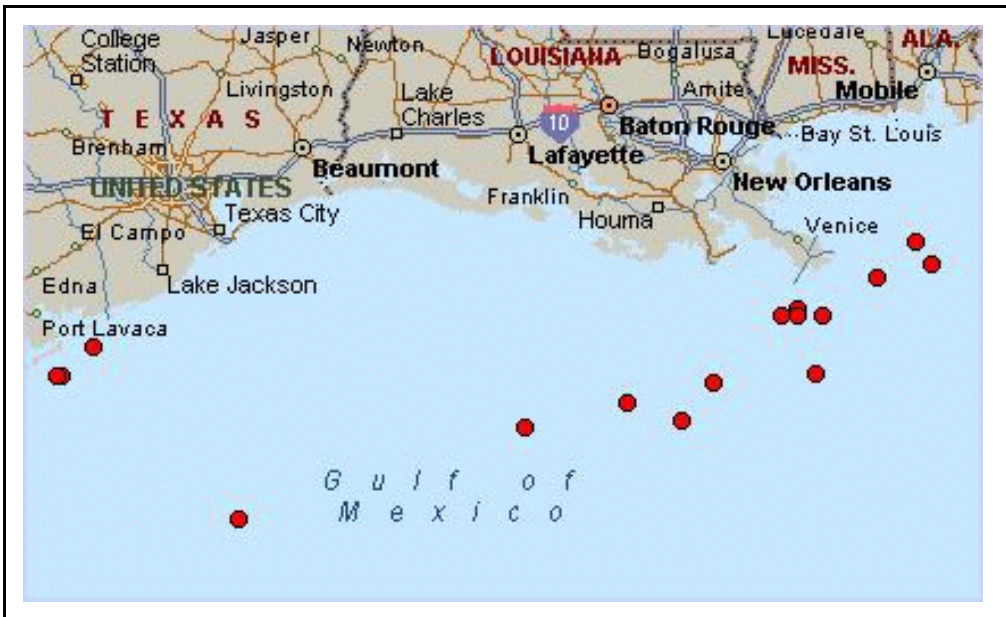 College
Station
Jasper
Newton
LOUISIANA
Bogalusa
Lucedale
ALA.
MISS.
Livingston
Lake
Charles
Amite
Mobile
TEXAS
10
Baton Rouge
Bay St. Louis
Brenham
Beaumont
Lafayette
UNITED STATES
Franklin
New Orleans
Texas City
Houma
Venice
El Campo
Edna
Lake Jackson
Port Lavaca
Gulf of
Mexico